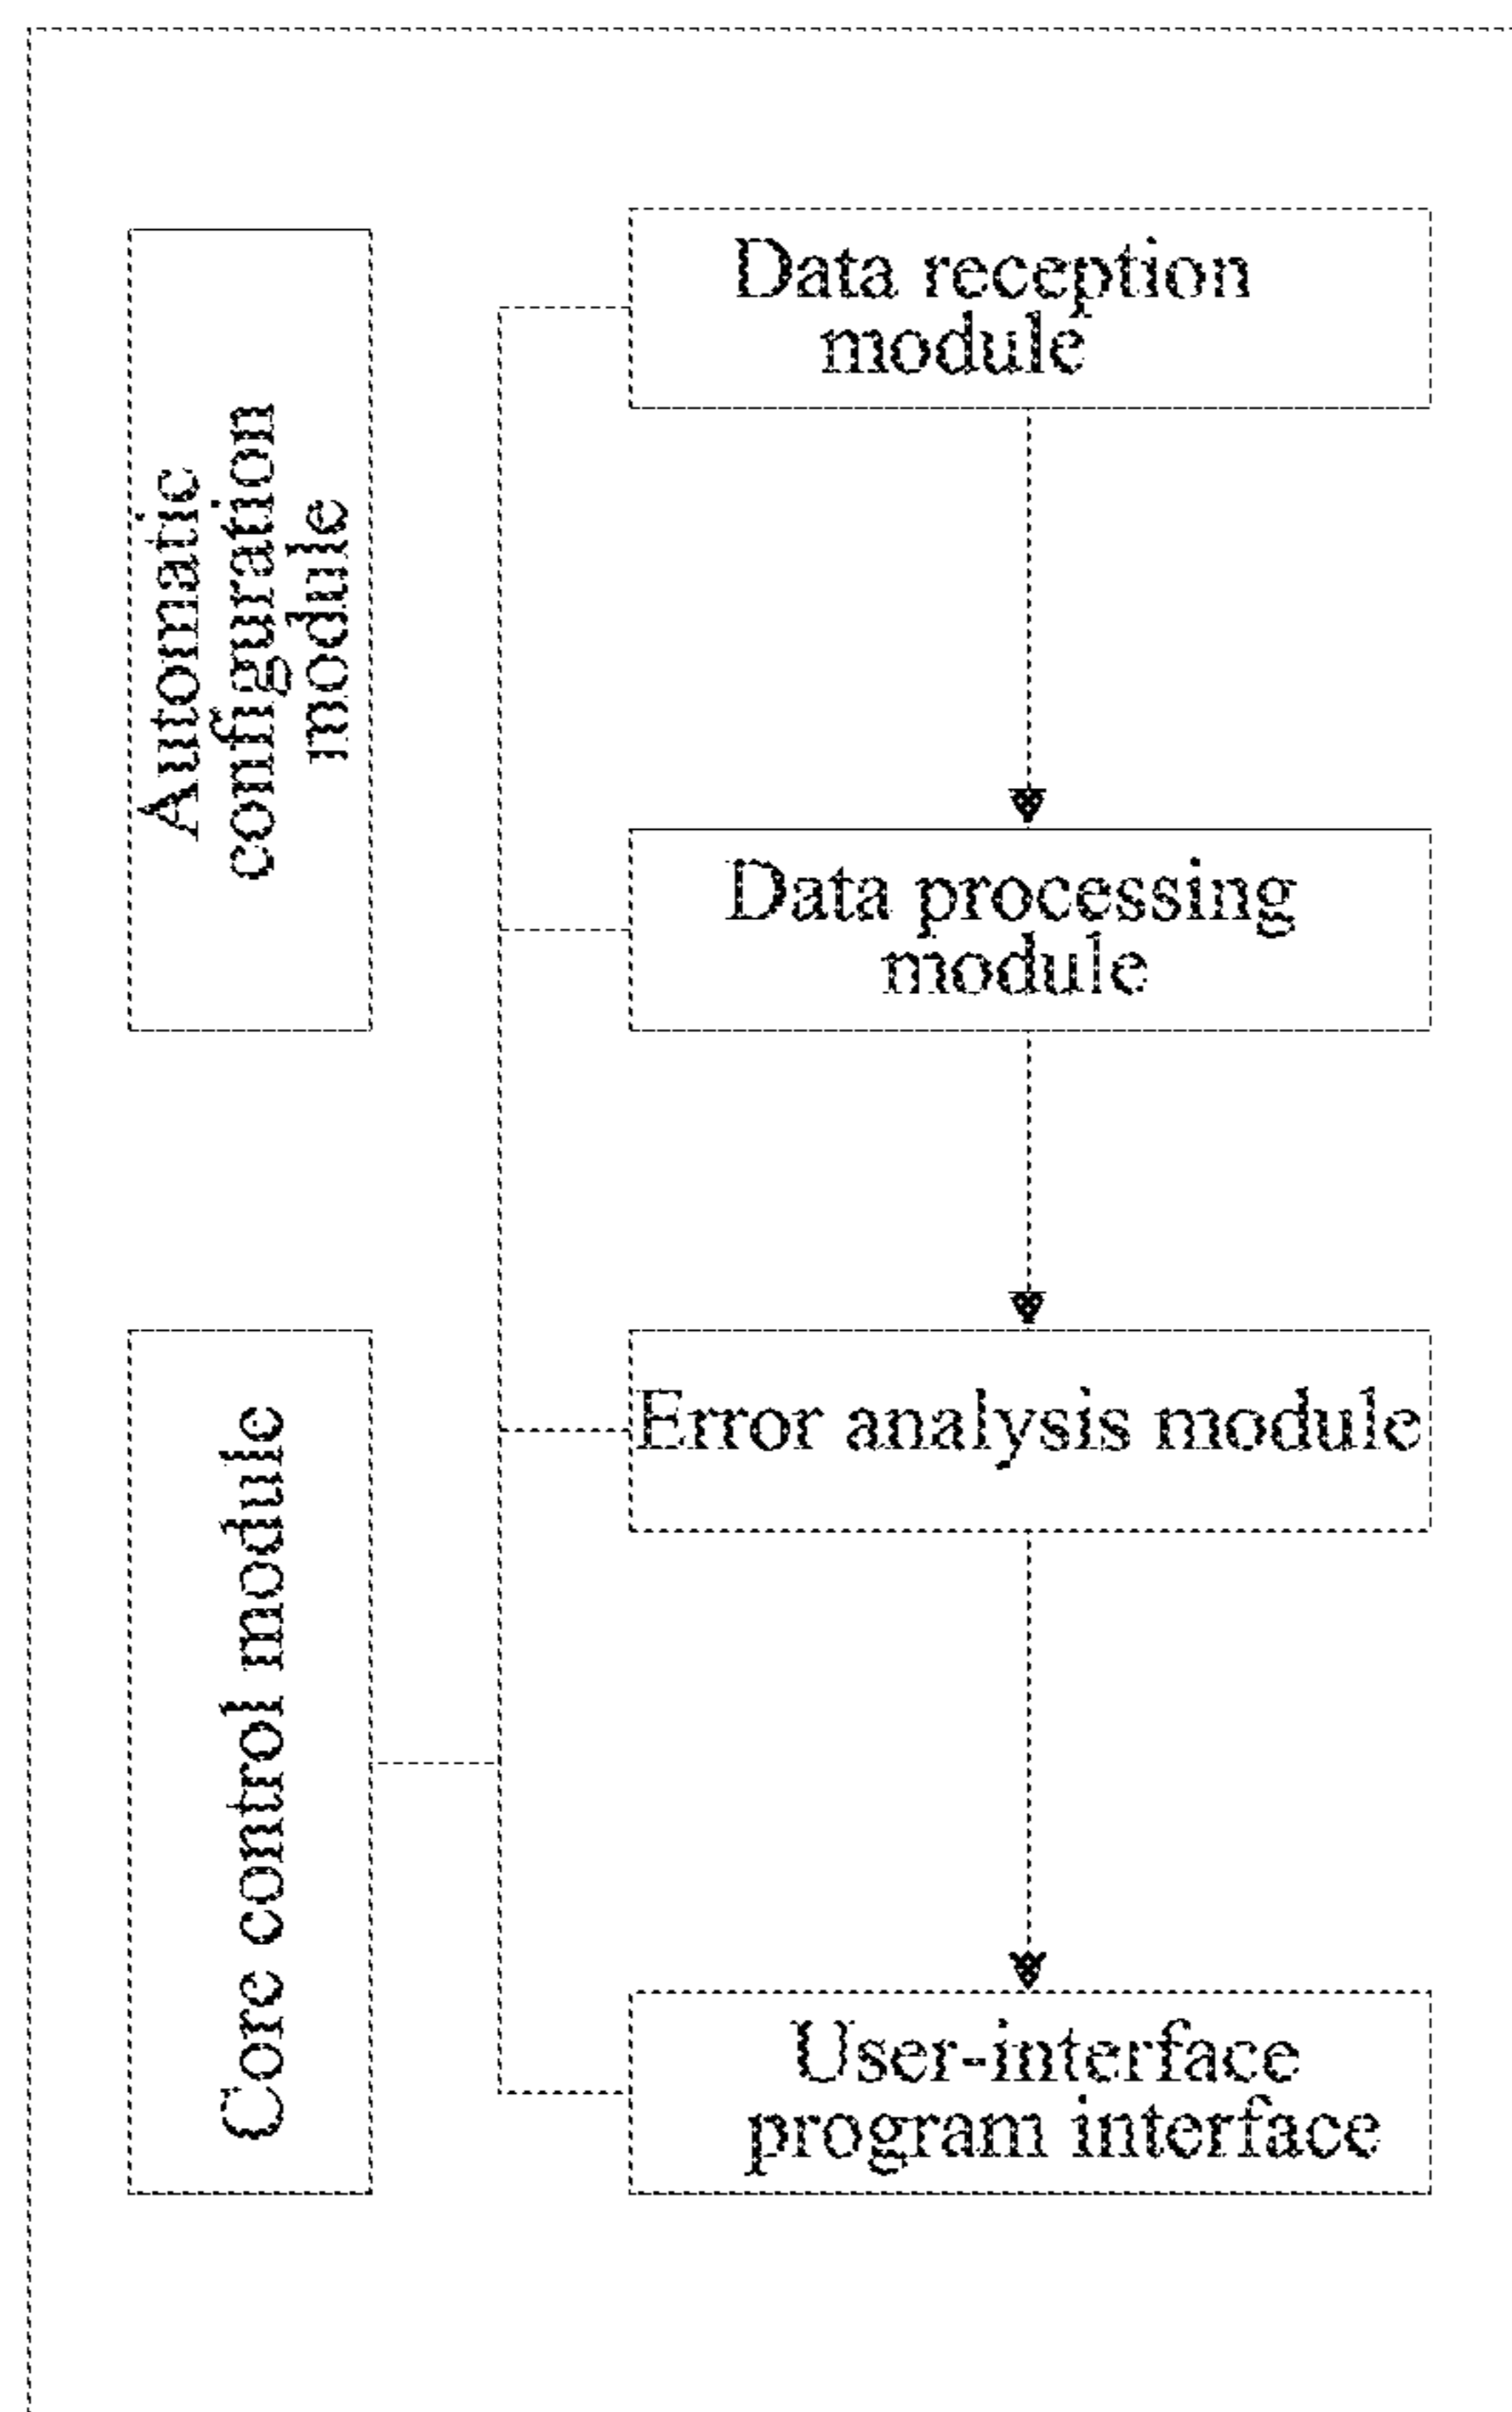 Automatic
configuration
module
Data reception
module
Data processing
module
Error analysis module
Core control module
User-interface
program interface